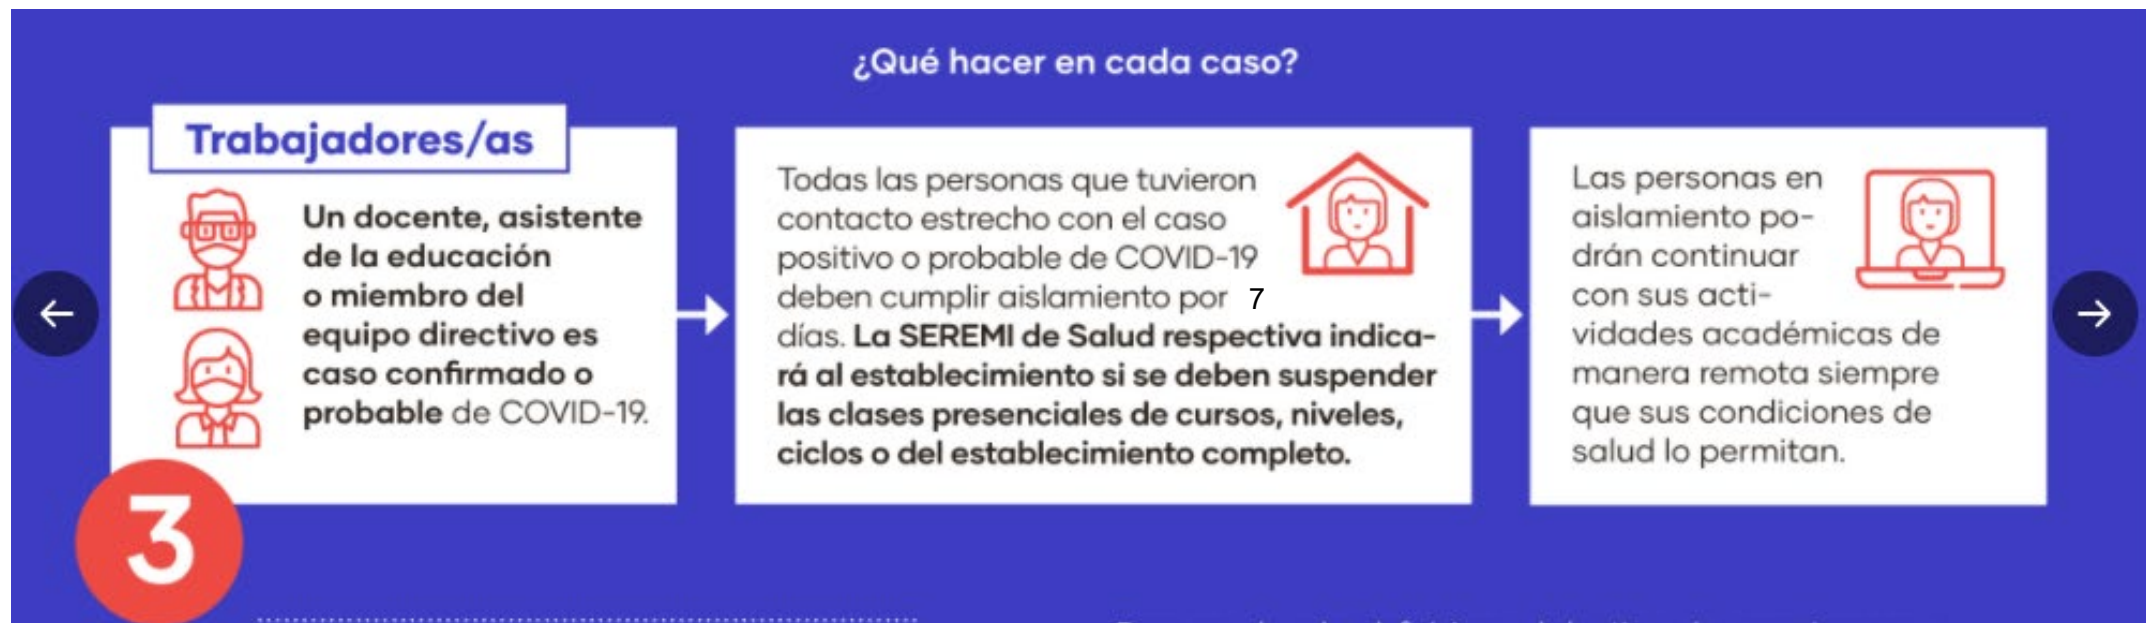 ¿Qué hacer en cada caso?
Trabajadores/as
Un docente, asistente
de la educación
o miembro del
equipo directivo es
caso confirmado o
probable de COVID-19.
3
Todas las personas que tuvieron
contacto estrecho con el caso
positivo o probable de COVID-19
deben cumplir aislamiento por 7
días. La SEREMI de Salud respectiva indica-
rá al establecimiento si se deben suspender
las clases presenciales de cursos, niveles,
ciclos o del establecimiento completo.
Las personas en
aislamiento po-
drán continuar
con sus acti-
vidades académicas de
manera remota siempre
que sus condiciones de
salud lo permitan.